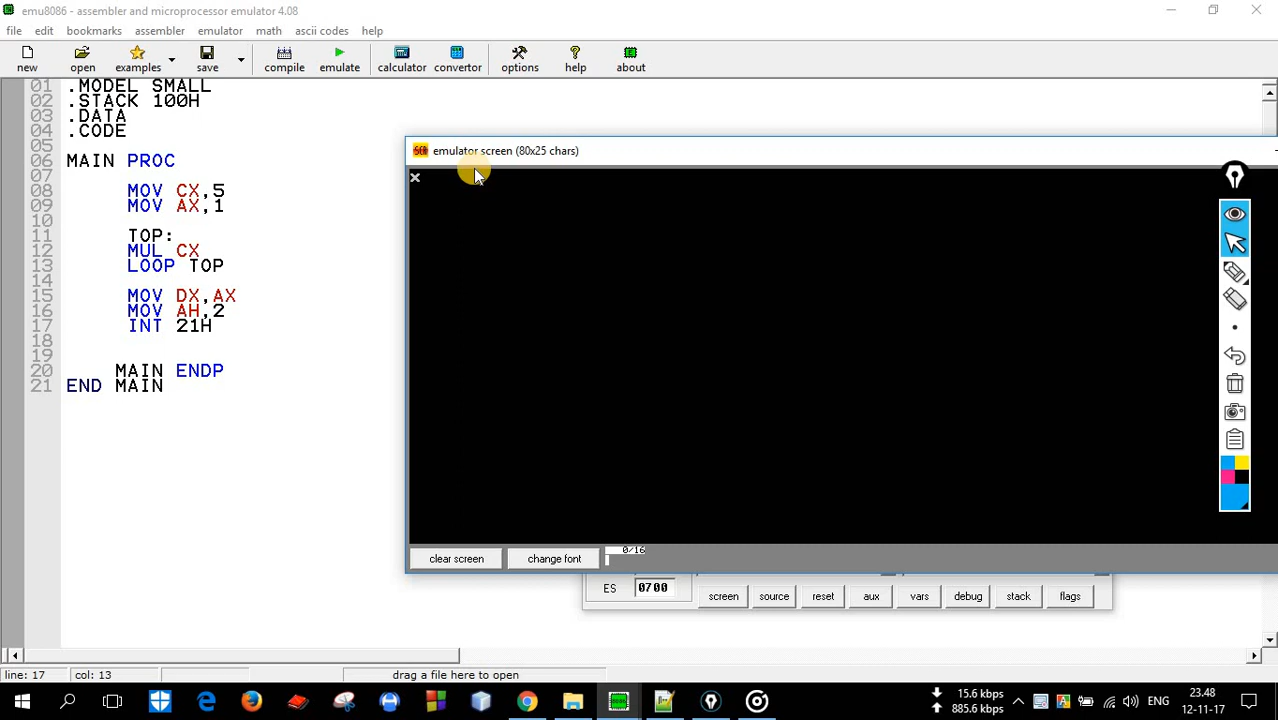 emu8086 - assembler and microprocessor emulator 4.08
file edit bookmarks assembler emulator math ascii codes help
new open examples save compile emulate calculator convertor options help about
01 .MODEL SMALL
02 .STACK 100H
03 .DATA
04 .CODE
05
06 MAIN PROC
07
08 MOV CX,5
09 MOV AX,1
10
11 TOP:
12 MUL CX
13 LOOP TOP
14
15 MOV DX,AX
16 MOV AH,2
17 INT 21H
18
19
20 MAIN ENDP
21 END MAIN
emulator screen (80x25 chars)
x
clear screen change font 0/16
ES 0700 screen source reset aux vars debug stack flags
line: 17 col: 13 drag a file here to open
15.6 kbps
885.6 kbps
ENG
23.48
12-11-17